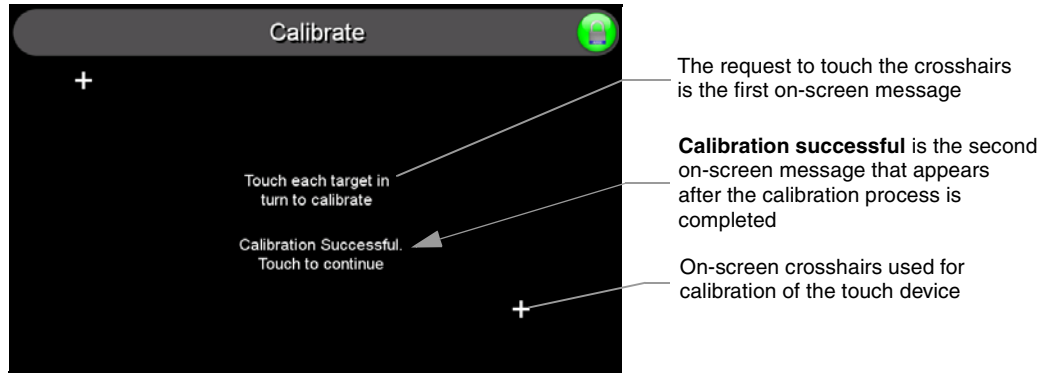 Calibrate
Touch each target in
turn to calibrate
Calibration Successful.
Touch to continue
The request to touch the crosshairs
is the first on-screen message
Calibration successful is the second
on-screen message that appears
after the calibration process is
completed
On-screen crosshairs used for
calibration of the touch device